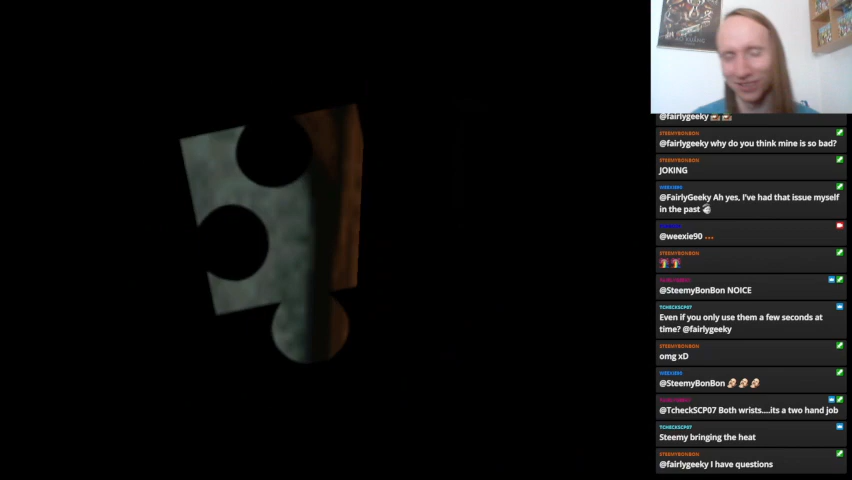 @fairlygeeky
STEEMYBONBON
@fairlygeeky why do you think mine is so bad?
STEEMYBONBON
JOKING
WEEXIE90
@FairlyGeeky Ah yes, I've had that issue myself
in the past
@weexie90
STEEMYBONBON
@SteemyBonBon NOICE
TCHECKSCP07
Even if you only use them a few seconds at
time? @fairlygeeky
STEEMYBONBON
omg xD
WEEXIE90
@SteemyBonBon
@TcheckSCP07 Both wrists....its a two hand job
TCHECKSCP07
Steemy bringing the heat
STEEMYBONBON
@fairlygeeky I have questions